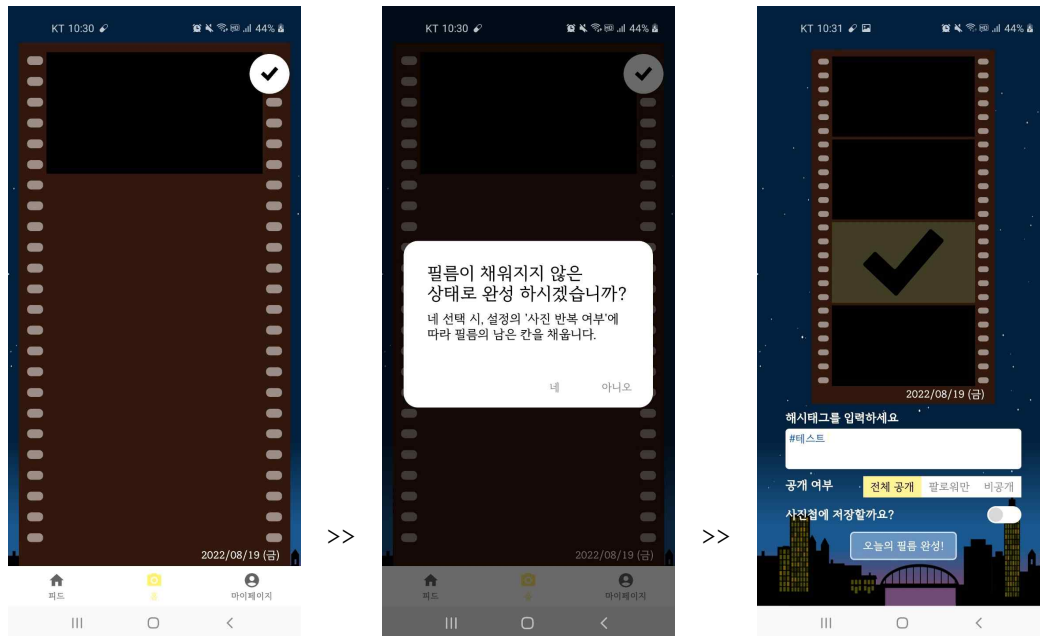 KT 10:30 44%
2022/08/19 (금)
피드
홈
마이페이지
>>
KT 10:30 44%
필름이 채워지지 않은
상태로 완성 하시겠습니까?
네 선택 시, 설정의 '사진 반복 여부'에
따라 필름의 남은 칸을 채웁니다.
네 아니오
2022/08/19 (금)
피드
마이페이지
>>
KT 10:31 44%
2022/08/19 (금)
해시태그를 입력하세요
#테스트
공개 여부 전체 공개 팔로워만 비공개
사진첩에 저장할까요?
오늘의 필름 완성!